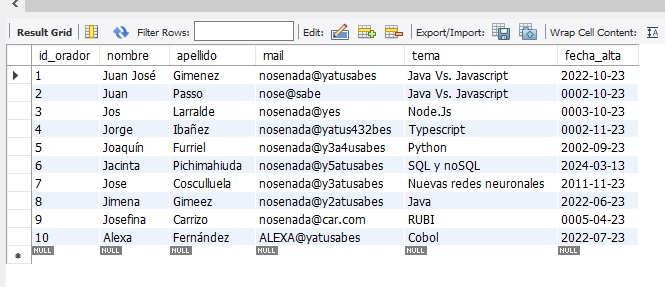 Result Grid Filter Rows: Edit: Export/Import: Wrap Cell Content:
id_orador nombre apellido mail tema fecha_alta
1 Juan José Gimenez nosenada@yatusabes Java Vs. Javascript 2022-10-23
2 Juan Passo nose@sabe Java Vs. Javascript 0002-10-23
3 Jos Larralde nosenada@yes Node.Js 0003-10-23
4 Jorge Ibañez nosenada@yatus432bes Typescript 0002-11-23
5 Joaquín Furriel nosenada@y3a4usabes Python 2002-09-23
6 Jacinta Pichimahiuda nosenada@y5atusabes SQL y noSQL 2024-03-13
7 Jose Cosculluela nosenada@y3atusabes Nuevas redes neuronales 2011-11-23
8 Jimena Gimeez nosenada@y2atusabes Java 2022-06-23
9 Josefina Carrizo nosenada@car.com RUBI 0005-04-23
10 Alexa Fernández ALEXA@yatusabes Cobol 2022-07-23
NULL NULL NULL NULL NULL NULL